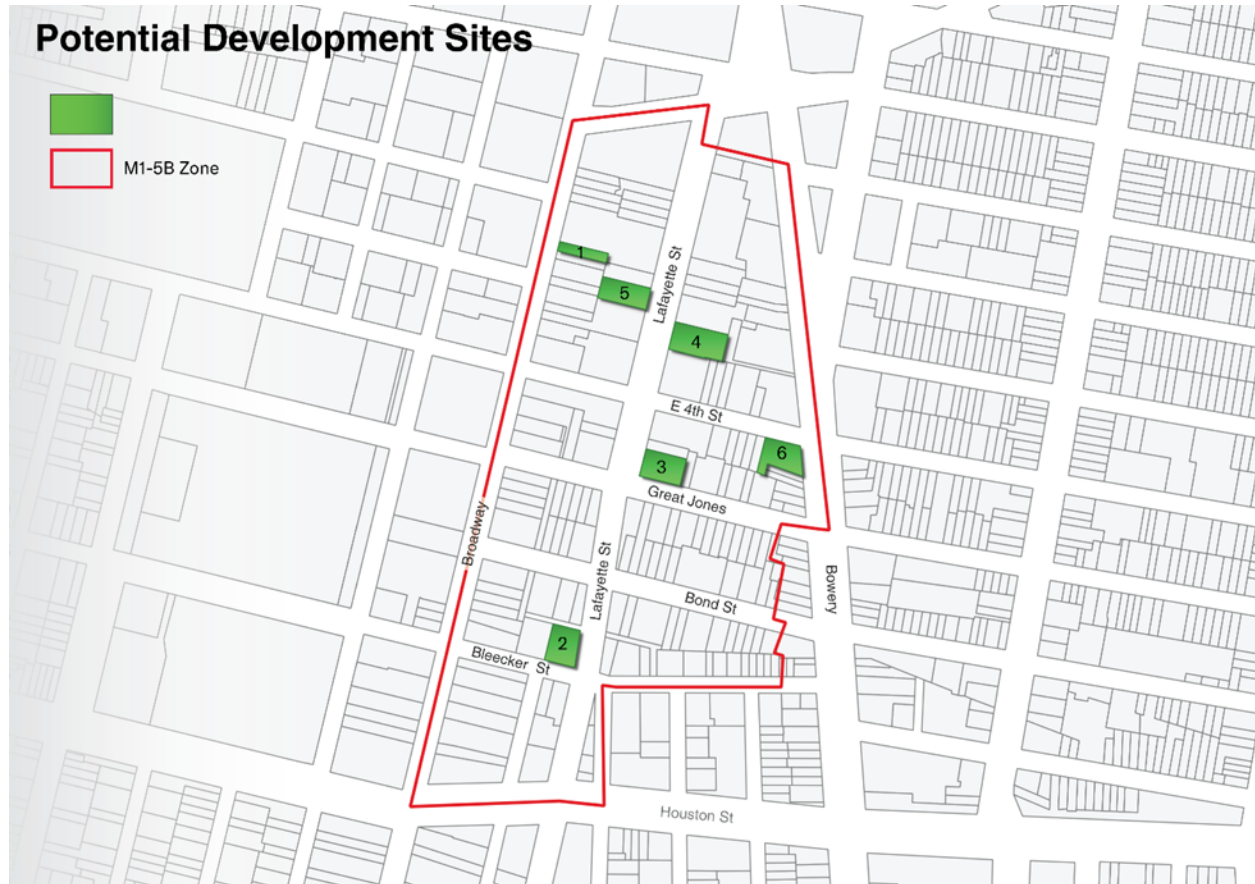 Potential Development Sites
M1-5B Zone
1
5
Lafayette St
4
E 4th St
6
3
Great Jones
Broadway
Lafayette St
Bowery
Bond St
2
Bleecker St
Houston St